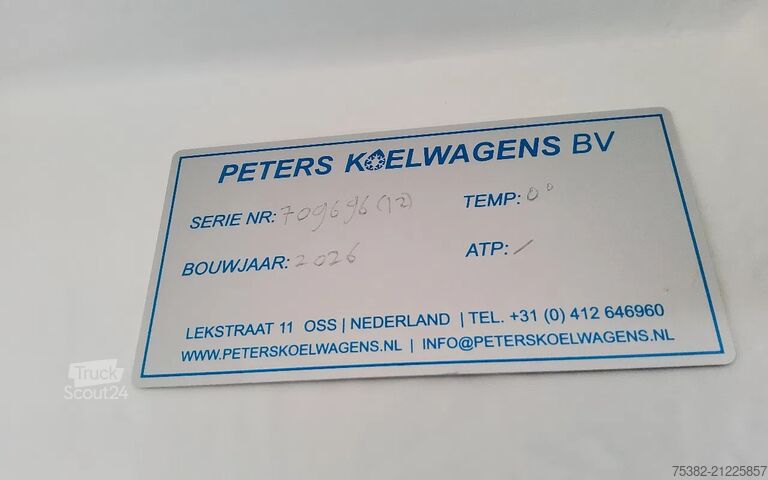 PETERS KOELWAGENS BV
SERIE NR: 709696(12) TEMP: 0°
BOUWJAAR: 2026 ATP: /
LEKSTRAAT 11 OSS | NEDERLAND | TEL. +31 (0) 412 646960
WWW.PETERSKOELWAGENS.NL | INFO@PETERSKOELWAGENS.NL
Truck
Scout24
75382-21225857